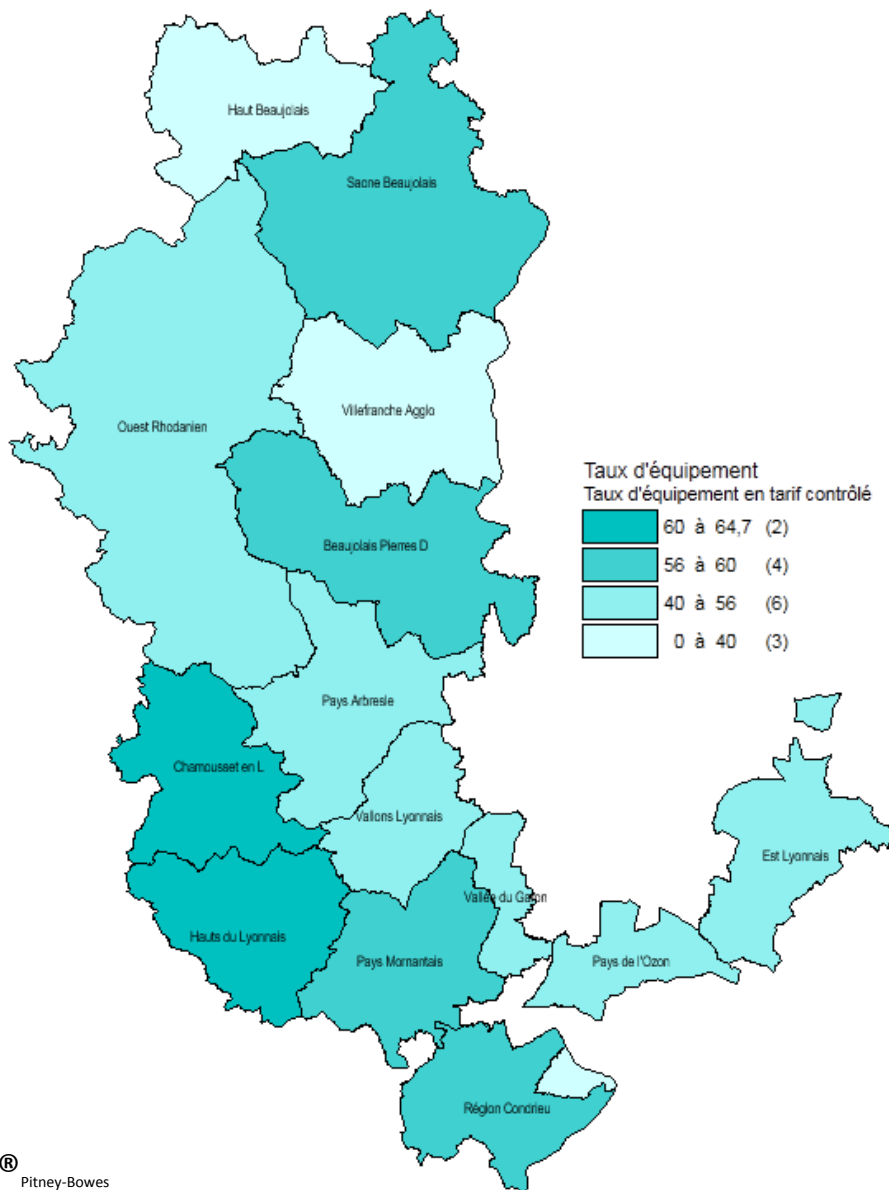 Haut Beaujolais
Saone Beaujolais
Villefranche Agglo
Ouest Rhodanien
Taux d'équipement
Taux d'équipement en tarif contrôlé
60 à 64,7 (2)
56 à 60 (4)
40 à 56 (6)
0 à 40 (3)
Beaujolais Pierres D
Pays Arbresle
Chamousset en L
Vallons Lyonnais
Est Lyonnais
Vallée du Garon
Hauts du Lyonnais
Pays Mornantais
Pays de l'Ozon
Région Condrieu
®
Pitney-Bowes